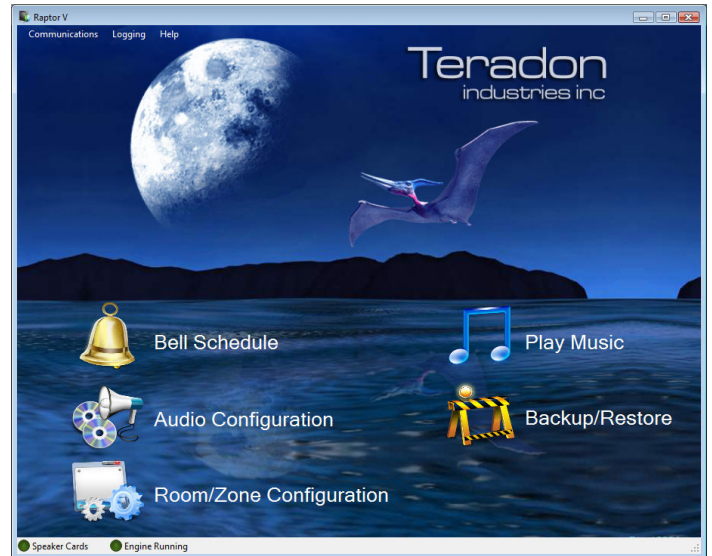 Raptor V
Communications Logging Help
Teradon
industries inc
Bell Schedule
Play Music
Audio Configuration
Backup/Restore
Room/Zone Configuration
Speaker Cards Engine Running